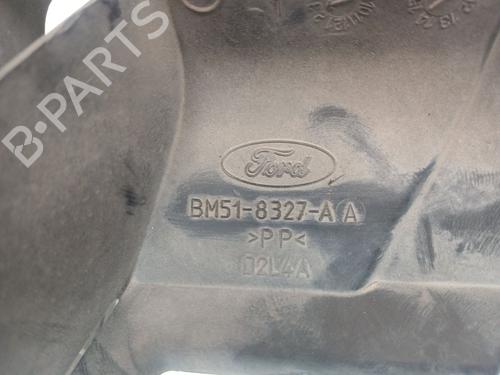 B-PARTS
Ford
BM51-8327-A A
>PP<
02L4A